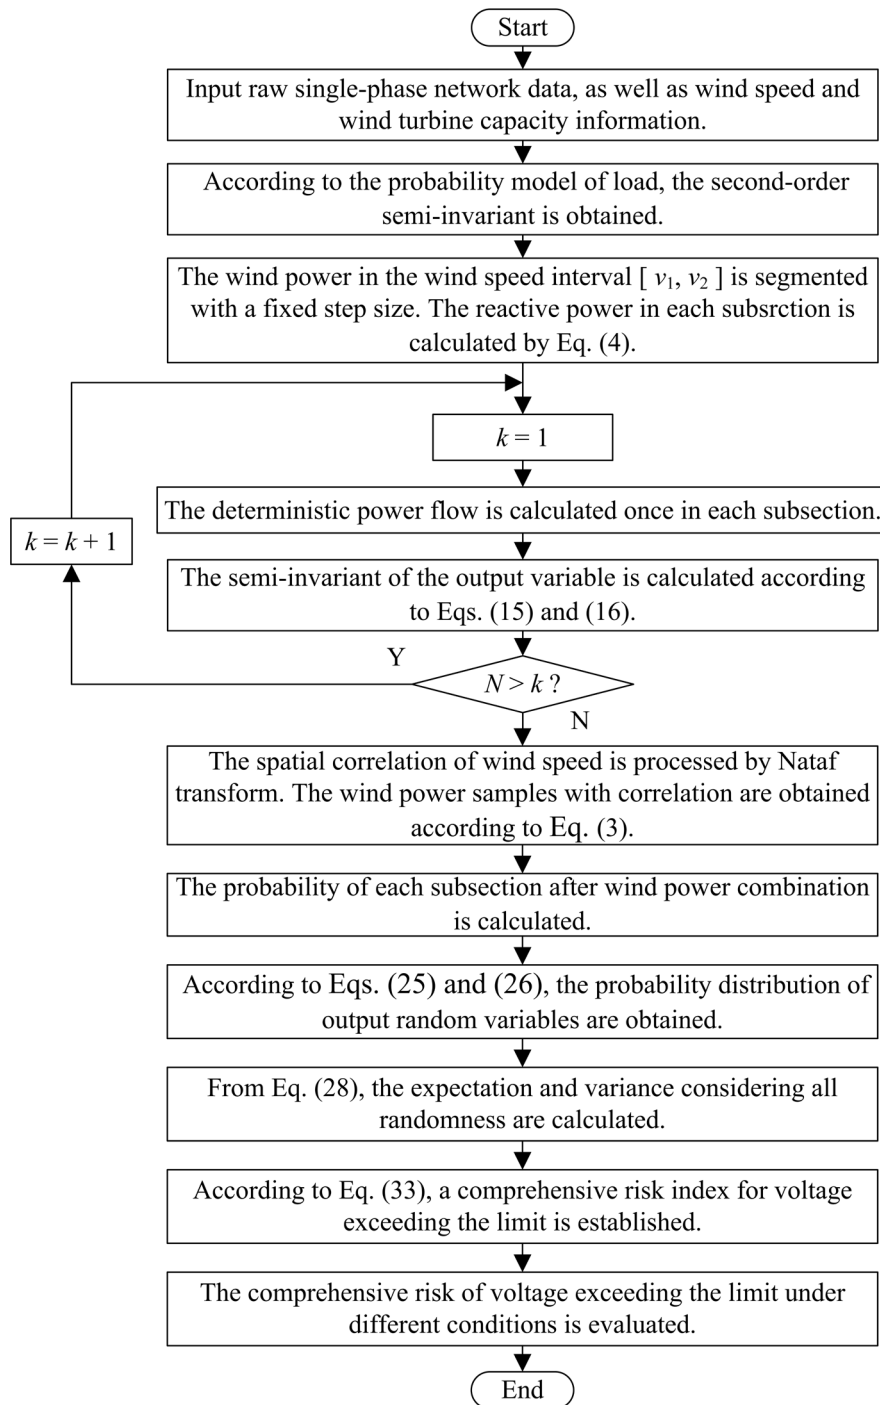 Start
Input raw single-phase network data, as well as wind speed and
wind turbine capacity information.
According to the probability model of load, the second-order
semi-invariant is obtained.
The wind power in the wind speed interval [ v₁, v₂ ] is segmented
with a fixed step size. The reactive power in each subsrction is
calculated by Eq. (4).
k = 1
The deterministic power flow is calculated once in each subsection.
k = k + 1
The semi-invariant of the output variable is calculated according
to Eqs. (15) and (16).
Y
N > k ?
N
The spatial correlation of wind speed is processed by Nataf
transform. The wind power samples with correlation are obtained
according to Eq. (3).
The probability of each subsection after wind power combination
is calculated.
According to Eqs. (25) and (26), the probability distribution of
output random variables are obtained.
From Eq. (28), the expectation and variance considering all
randomness are calculated.
According to Eq. (33), a comprehensive risk index for voltage
exceeding the limit is established.
The comprehensive risk of voltage exceeding the limit under
different conditions is evaluated.
End